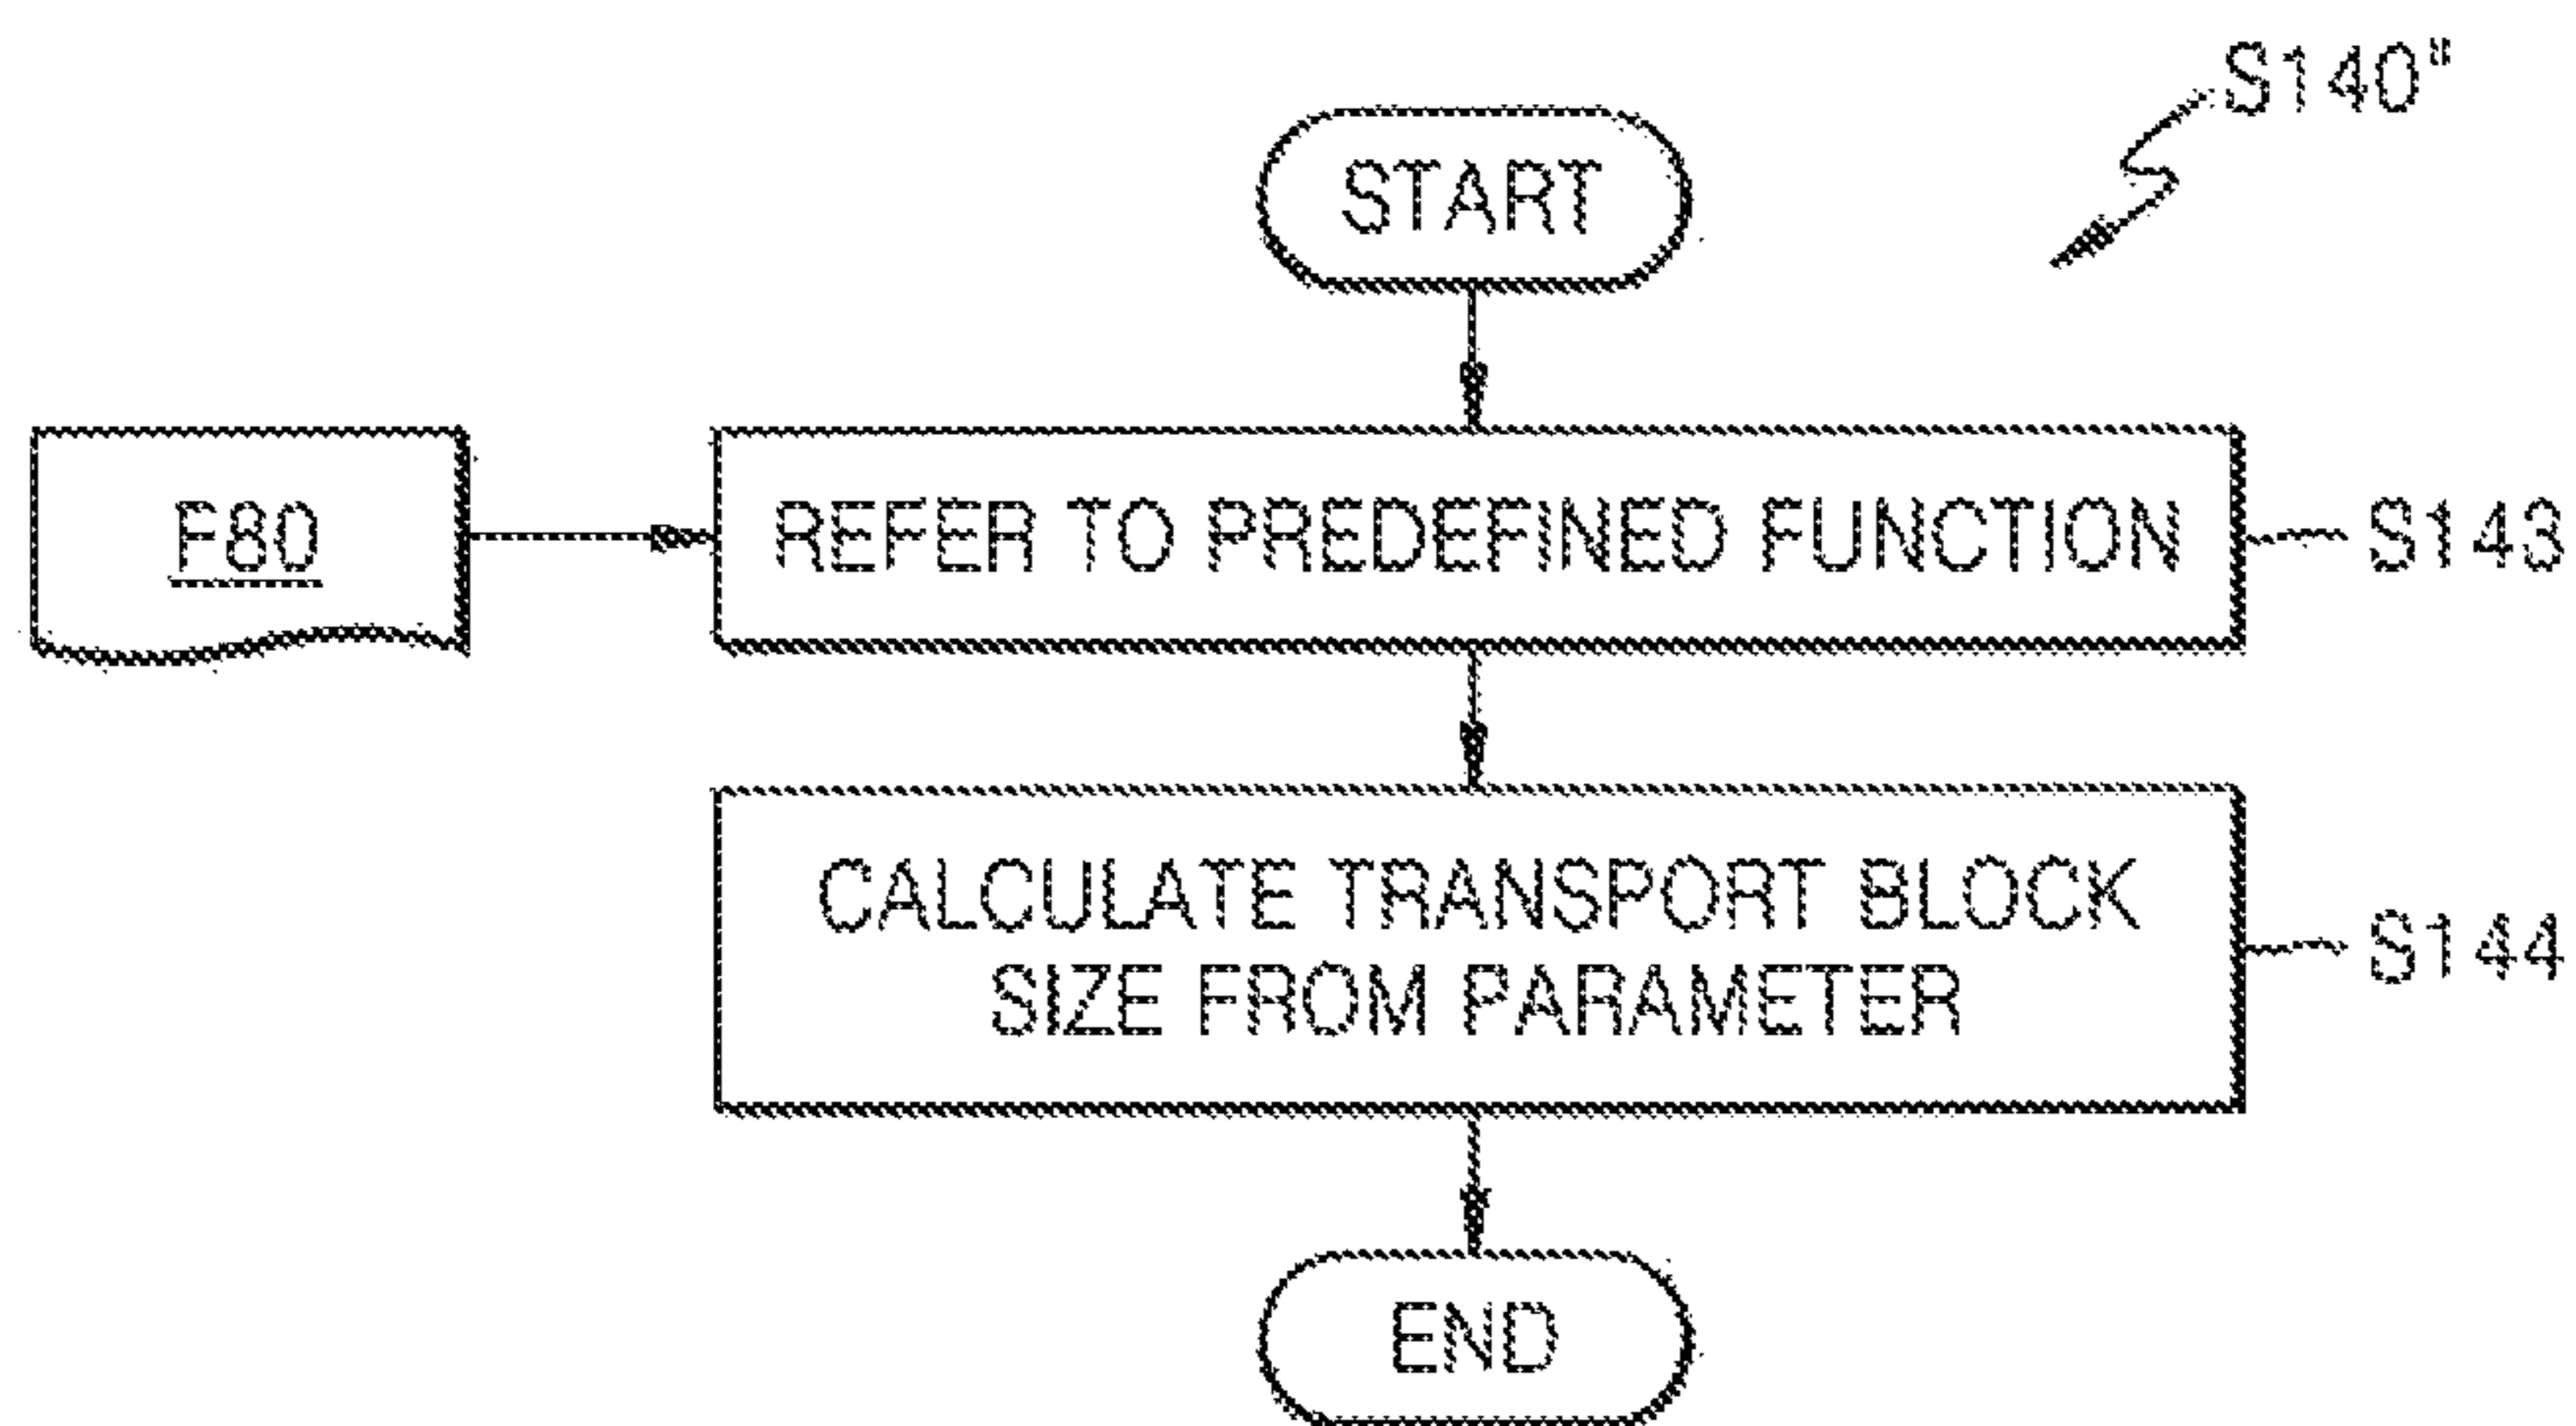 S140"
START
F80
REFER TO PREDEFINED FUNCTION
S143
CALCULATE TRANSPORT BLOCK
SIZE FROM PARAMETER
S144
END